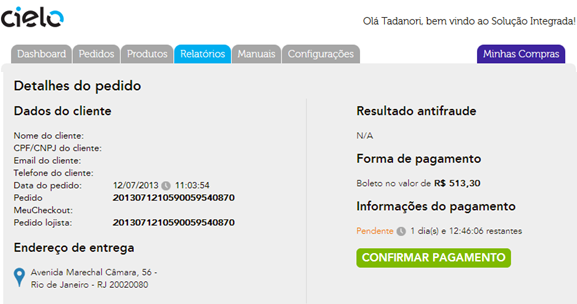 cielo
Olá Tadanori, bem vindo ao Solução Integrada!
Dashboard Pedidos Produtos Relatórios Manuais Configurações Minhas Compras
Detalhes do pedido
Dados do cliente
Nome do cliente:
CPF/CNPJ do cliente:
Email do cliente:
Telefone do cliente:
Data do pedido: 12/07/2013 11:03:54
Pedido 2013071210590059540870
MeuCheckout:
Pedido lojista: 2013071210590059540870
Endereço de entrega
Avenida Marechal Câmara, 56 -
Rio de Janeiro - RJ 20020080
Resultado antifraude
N/A
Forma de pagamento
Boleto no valor de R$ 513,30
Informações do pagamento
Pendente 1 dia(s) e 12:46:06 restantes
CONFIRMAR PAGAMENTO